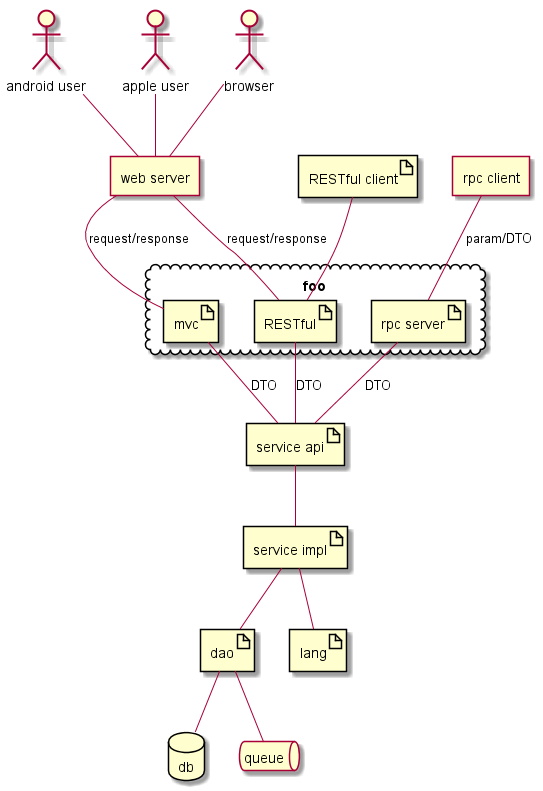 android user
apple user
browser
web server
RESTful client
rpc client
request/response
request/response
param/DTO
foo
mvc
RESTful
rpc server
DTO
DTO
DTO
service api
service impl
dao
lang
db
queue